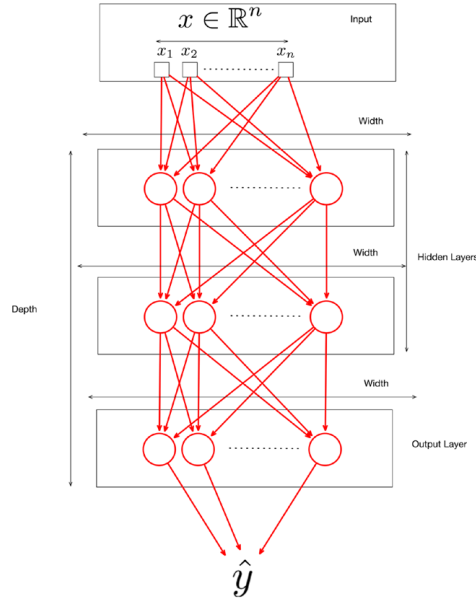 x ∈ ℝⁿ
Input
x₁ x₂ xₙ
Width
Width
Hidden Layers
Depth
Width
Output Layer
ŷ